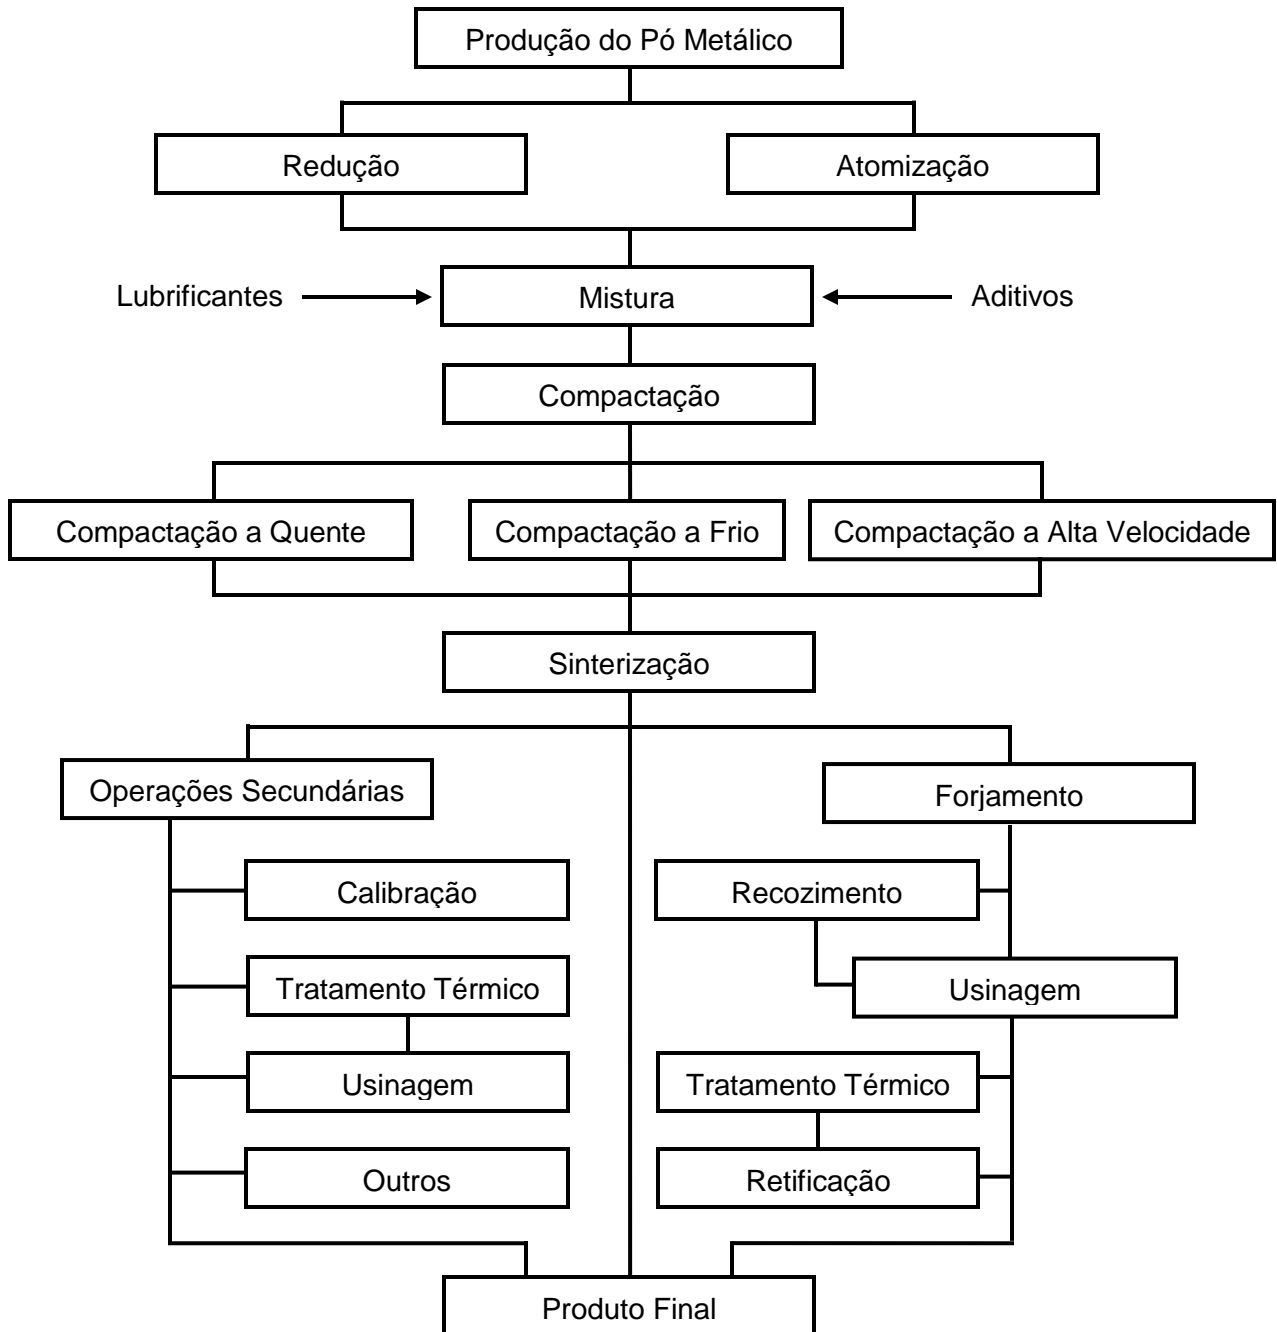 Produção do Pó Metálico
Redução
Atomização
Lubrificantes
Mistura
Aditivos
Compactação
Compactação a Quente
Compactação a Frio
Compactação a Alta Velocidade
Sinterização
Operações Secundárias
Forjamento
Calibração
Recozimento
Tratamento Térmico
Usinagem
Usinagem
Tratamento Térmico
Outros
Retificação
Produto Final